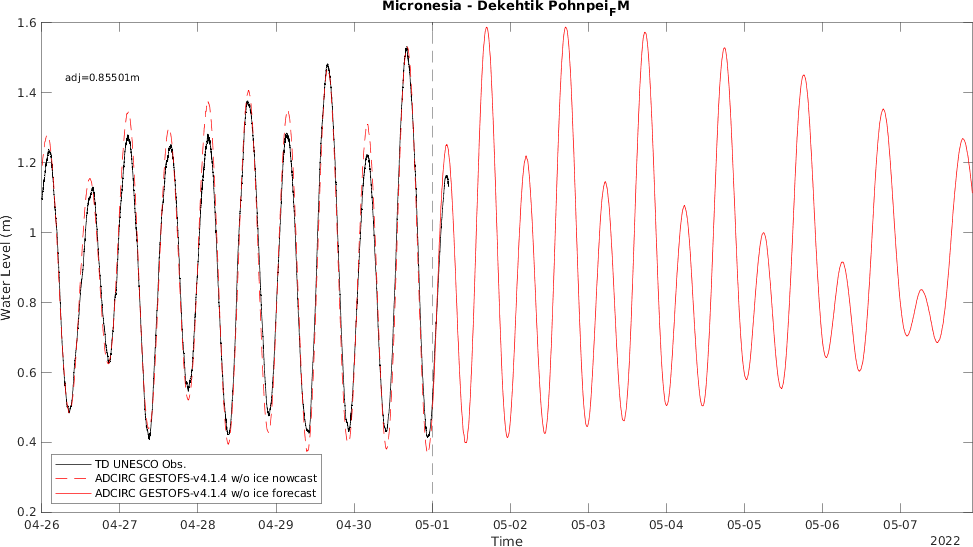 Micronesia - Dekehtik PohnpeiFM
1.6
adj=0.85501m
1.4
1.2
1
0.8
0.6
0.4
0.2
Water Level (m)
TD UNESCO Obs.
ADCIRC GESTOFS-v4.1.4 w/o ice nowcast
ADCIRC GESTOFS-v4.1.4 w/o ice forecast
04-26 04-27 04-28 04-29 04-30 05-01 05-02 05-03 05-04 05-05 05-06 05-07
Time
2022